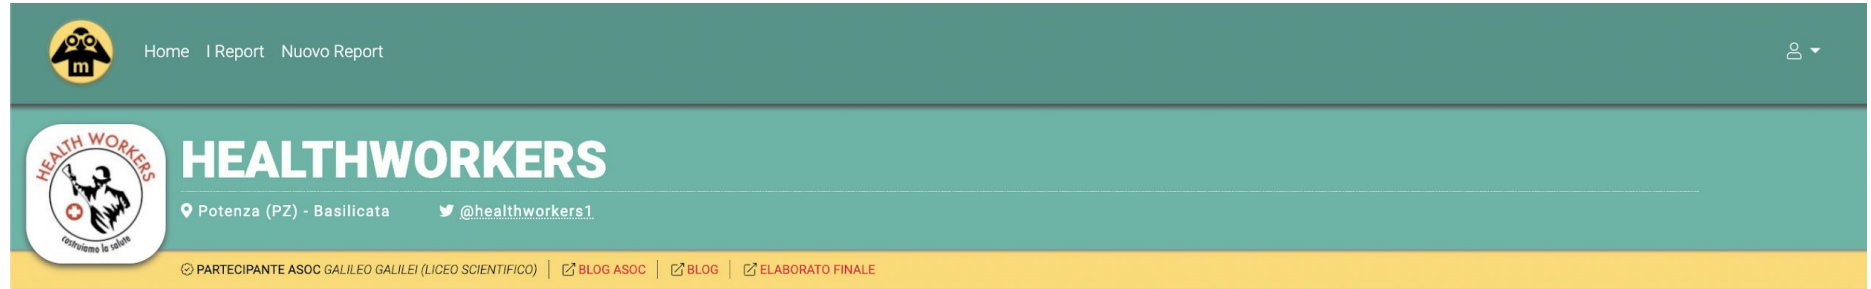 m
Home I Report Nuovo Report
HEALTH WORKERS
costruiamo la salute
HEALTHWORKERS
Potenza (PZ) - Basilicata @healthworkers1
PARTECIPANTE ASOC GALILEO GALILEI (LICEO SCIENTIFICO) BLOG ASOC BLOG ELABORATO FINALE